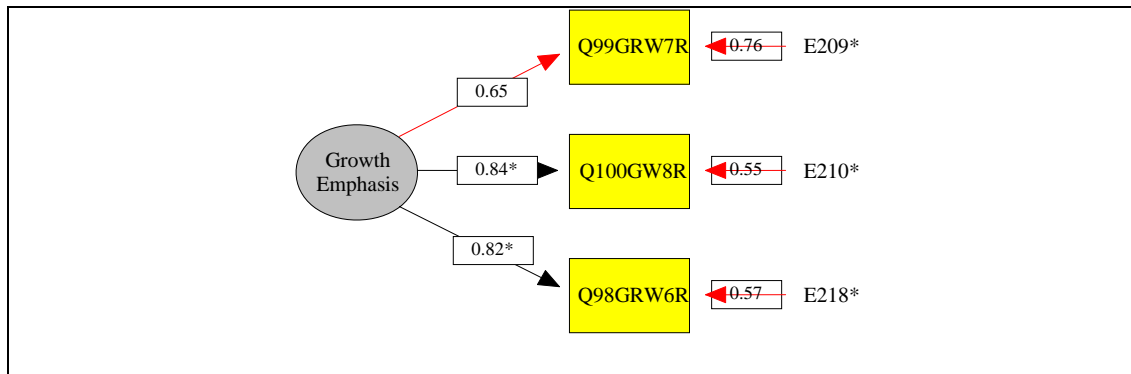 Q99GRW7R
0.76
E209*
0.65
Growth
Emphasis
0.84*
Q100GW8R
0.55
E210*
0.82*
Q98GRW6R
0.57
E218*